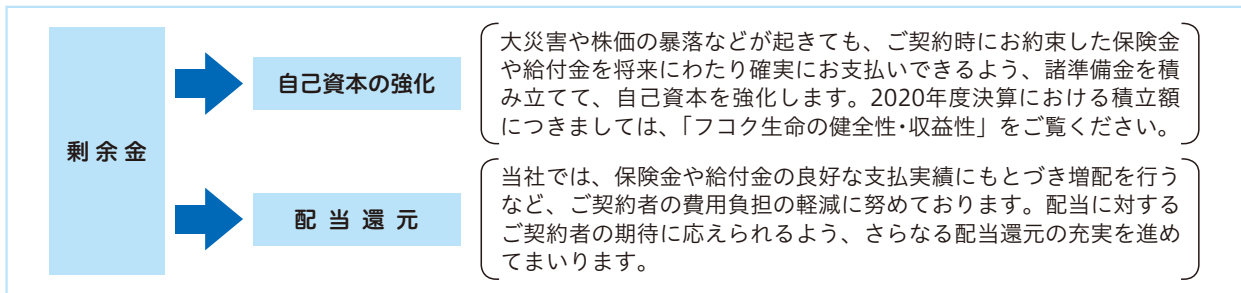 剰余金
自己資本の強化
大災害や株価の暴落などが起きても、ご契約時にお約束した保険金
や給付金を将来にわたり確実にお支払いできるよう、諸準備金を積
み立てて、自己資本を強化します。2020年度決算における積立額
につきましては、「フコク生命の健全性・収益性」をご覧ください。
配当還元
当社では、保険金や給付金の良好な支払実績にもとづき増配を行う
など、ご契約者の費用負担の軽減に努めております。配当に対する
ご契約者の期待に応えられるよう、さらなる配当還元の充実を進め
てまいります。